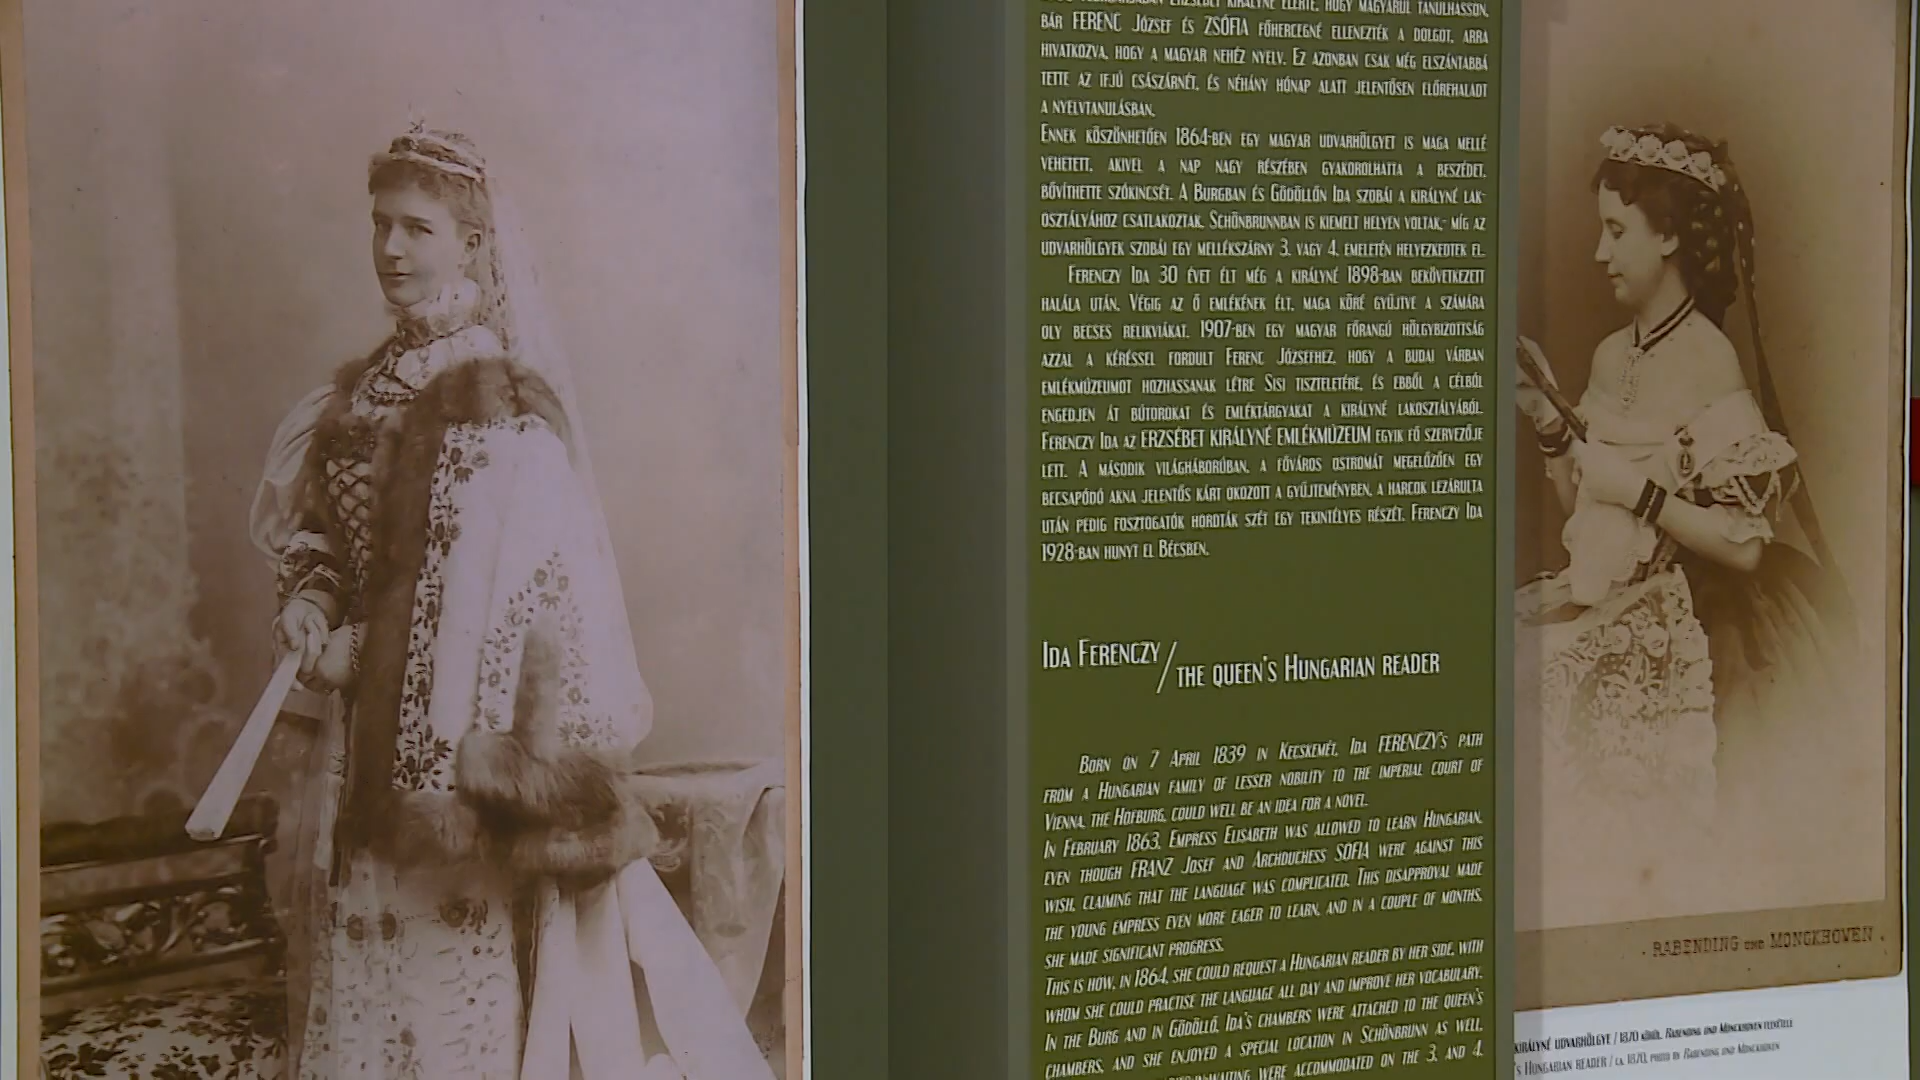 ERZSÉBET KIRÁLYNÉ ELÉRTE, HOGY MAGYARUL TANULHASSON,
BÁR FERENC JÓZSEF ÉS ZSÓFIA FŐHERCEGNÉ ELLENEZTÉK A DOLGOT, ARRA
HIVATKOZVA, HOGY A MAGYAR NEHÉZ NYELV. EZ AZONBAN CSAK MÉG ELSZÁNTABBÁ
TETTE AZ IFJÚ CSÁSZÁRNÉT, ÉS NÉHÁNY HÓNAP ALATT JELENTŐSEN ELŐREHALADT
A NYELVTANULÁSBAN.
ENNEK KÖSZÖNHETŐEN 1864-BEN EGY MAGYAR UDVARHÖLGYET IS MAGA MELLÉ
VEHETETT, AKIVEL A NAP NAGY RÉSZÉBEN GYAKOROLHATTA A BESZÉDET,
BŐVÍTHETTE SZÓKINCSÉT. A BURGBAN ÉS GÖDÖLLŐN IDA SZOBÁI A KIRÁLYNÉ LAK-
OSZTÁLYÁHOZ CSATLAKOZTAK, SCHÖNBRUNNBAN IS KIEMELT HELYEN VOLTAK,- MÍG AZ
UDVARHÖLGYEK SZOBÁI EGY MELLÉKSZÁRNY 3. VAGY 4. EMELETÉN HELYEZKEDTEK EL.
FERENCZY IDA 30 ÉVET ÉLT MÉG A KIRÁLYNÉ 1898-BAN BEKÖVETKEZETT
HALÁLA UTÁN. VÉGIG AZ Ő EMLÉKÉNEK ÉLT, MAGA KÖRÉ GYŰJTVE A SZÁMÁRA
OLY BECSES RELIKVIÁKAT. 1907-BEN EGY MAGYAR FŐRANGÚ HÖLGYBIZOTTSÁG
AZZAL A KÉRÉSSEL FORDULT FERENC JÓZSEFHEZ, HOGY A BUDAI VÁRBAN
EMLÉKMÚZEUMOT HOZHASSANAK LÉTRE SISI TISZTELETÉRE, ÉS EBBŐL A CÉLBÓL
ENGEDJEN ÁT BÚTOROKAT ÉS EMLÉKTÁRGYAKAT A KIRÁLYNÉ LAKOSZTÁLYÁBÓL.
FERENCZY IDA AZ ERZSÉBET KIRÁLYNÉ EMLÉKMÚZEUM EGYIK FŐ SZERVEZŐJE
LETT. A MÁSODIK VILÁGHÁBORÚBAN, A FŐVÁROS OSTROMÁT MEGELŐZŐEN EGY
BECSAPÓDÓ AKNA JELENTŐS KÁRT OKOZOTT A GYŰJTEMÉNYBEN, A HARCOK LEZÁRULTA
UTÁN PEDIG FOSZTOGATÓK HORDTÁK SZÉT EGY TEKINTÉLYES RÉSZÉT. FERENCZY IDA
1928-BAN HUNYT EL BÉCSBEN.
IDA FERENCZY / THE QUEEN'S HUNGARIAN READER
BORN ON 7 APRIL 1839 IN KECSKEMÉT, IDA FERENCZY'S PATH
FROM A HUNGARIAN FAMILY OF LESSER NOBILITY TO THE IMPERIAL COURT OF
VIENNA, THE HOFBURG, COULD WELL BE AN IDEA FOR A NOVEL.
IN FEBRUARY 1863, EMPRESS ELISABETH WAS ALLOWED TO LEARN HUNGARIAN,
EVEN THOUGH FRANZ JOSEF AND ARCHDUCHESS SOFIA WERE AGAINST THIS
WISH, CLAIMING THAT THE LANGUAGE WAS COMPLICATED. THIS DISAPPROVAL MADE
THE YOUNG EMPRESS EVEN MORE EAGER TO LEARN, AND IN A COUPLE OF MONTHS,
SHE MADE SIGNIFICANT PROGRESS.
THIS IS HOW, IN 1864, SHE COULD REQUEST A HUNGARIAN READER BY HER SIDE, WITH
WHOM SHE COULD PRACTISE THE LANGUAGE ALL DAY AND IMPROVE HER VOCABULARY.
IN THE BURG AND IN GÖDÖLLŐ, IDA'S CHAMBERS WERE ATTACHED TO THE QUEEN'S
CHAMBERS, AND SHE ENJOYED A SPECIAL LOCATION IN SCHÖNBRUNN AS WELL,
WERE ACCOMMODATED ON THE 3. AND 4.
RABENDING UND MONCKHOVEN.
KIRÁLYNÉ UDVARHÖLGYE / 1870 KÖRÜL, RABENDING UND MONCKHOVEN FELVÉTELE
'S HUNGARIAN READER / CA. 1870, PHOTO BY RABENDING UND MONCKHOVEN